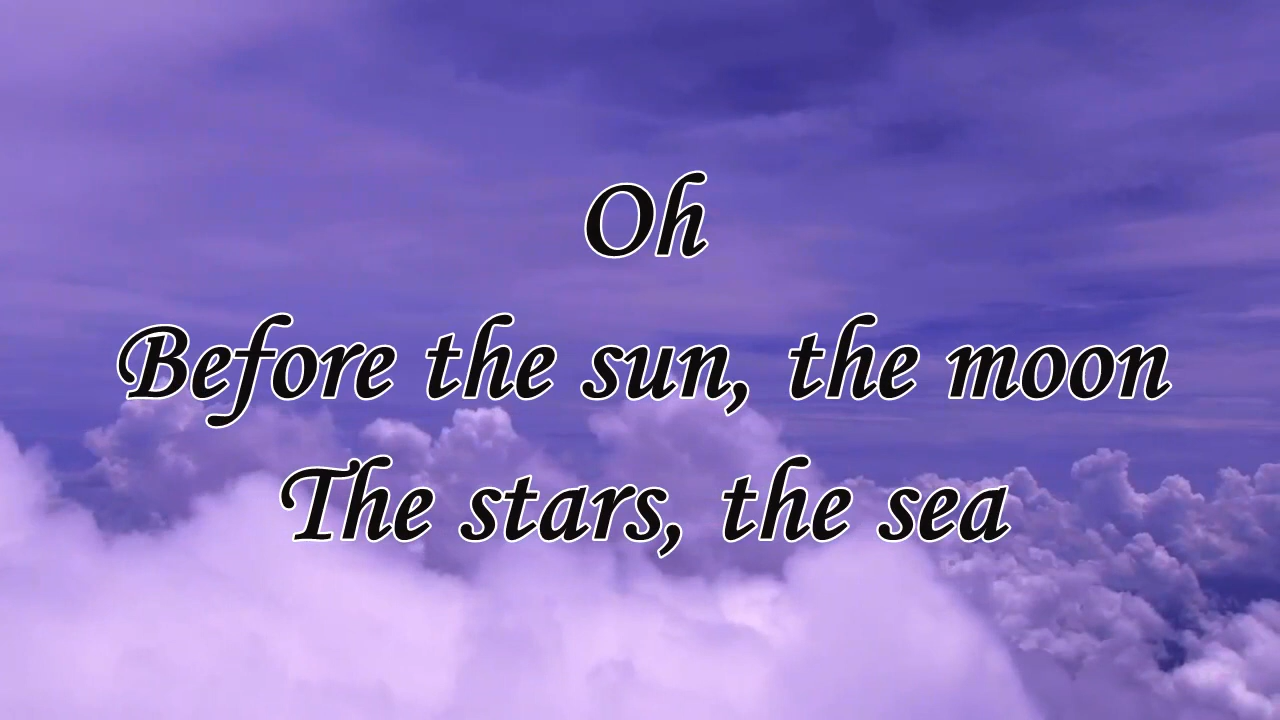 Oh
Before the sun, the moon
The stars, the sea